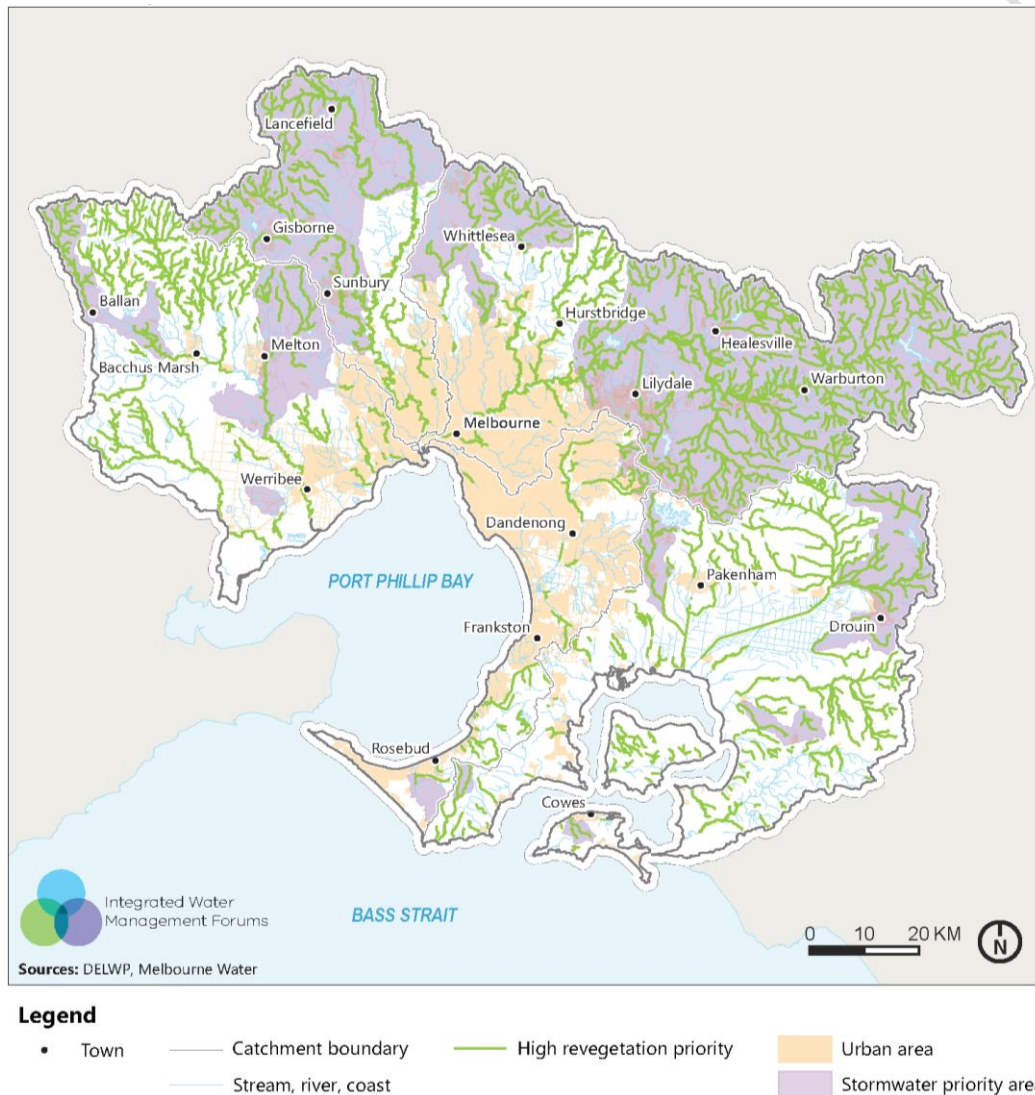 Lancefield
Gisborne
Whittlesea
Sunbury
Ballan
Hurstbridge
Healesville
Melton
Bacchus Marsh
Lilydale
Warburton
Melbourne
Werribee
Dandenong
PORT PHILLIP BAY
Pakenham
Frankston
Drouin
Rosebud
Cowes
Integrated Water
Management Forums
BASS STRAIT
0 10 20 KM
N
Sources: DELWP, Melbourne Water
Legend
Town
Catchment boundary
High revegetation priority
Urban area
Stream, river, coast
Stormwater priority area